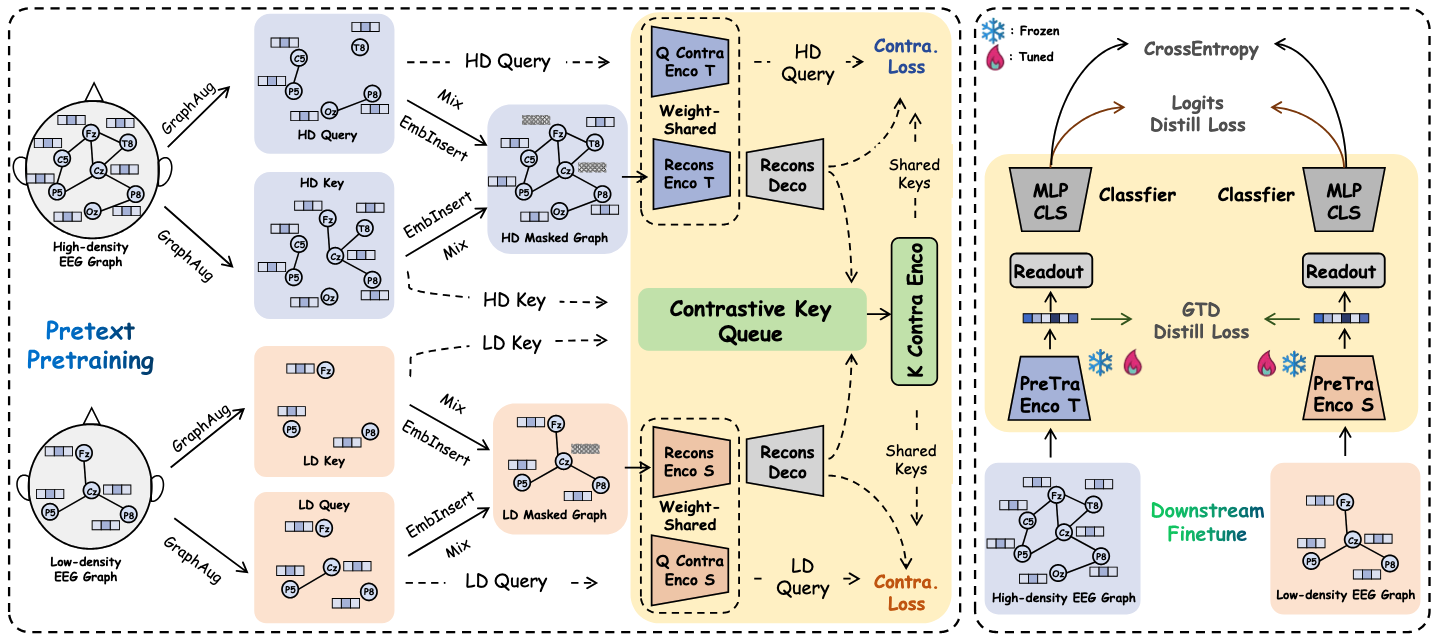 Pretext
Pretraining
High-density
EEG Graph
Fz
T8
C5
Cz
P5
P8
Oz
GraphAug
GraphAug
T8
C5
P5
P8
Oz
HD Query
HD Key
Fz
T8
C5
Cz
P5
P8
Oz
HD Query
Mix
EmbInsert
EmbInsert
Mix
HD Key
Fz
T8
C5
Cz
P5
P8
Oz
HD Masked Graph
Q Contra
Enco T
Weight-
Shared
Recons
Enco T
Recons
Deco
HD
Query
Contra.
Loss
Shared
Keys
Contrastive Key
Queue
K Contra Enco
Low-density
EEG Graph
Fz
Cz
P5
P8
GraphAug
GraphAug
Fz
P5
P8
LD Key
LD Quey
Fz
Cz
P5
P8
LD Key
Mix
EmbInsert
EmbInsert
Mix
LD Query
Fz
Cz
P5
P8
LD Masked Graph
Recons
Enco S
Weight-
Shared
Q Contra
Enco S
Recons
Deco
LD
Query
Shared
Keys
Contra.
Loss
: Frozen
: Tuned
CrossEntropy
Logits
Distill Loss
MLP
CLS
Classfier
Classfier
MLP
CLS
Readout
Readout
GTD
Distill Loss
PreTra
Enco T
PreTra
Enco S
Downstream
Finetune
Fz
T8
C5
Cz
P5
P8
Oz
High-density EEG Graph
Fz
Cz
P5
P8
Low-density EEG Graph